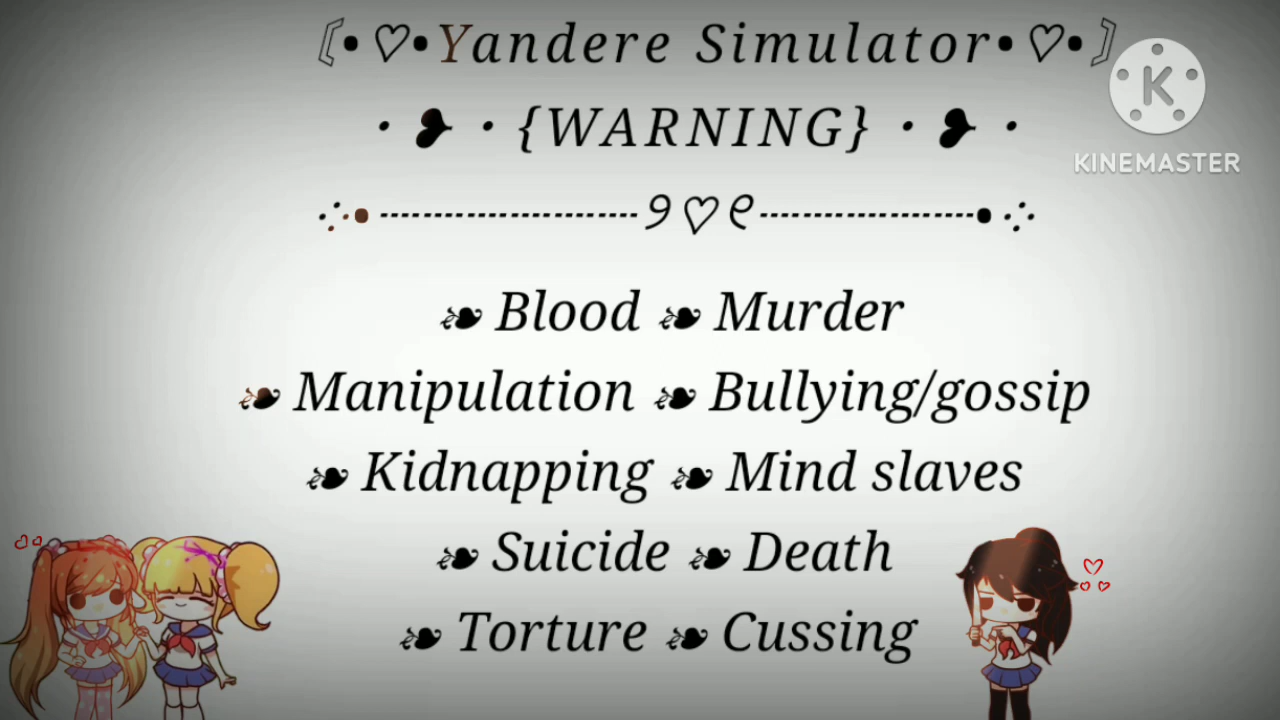 〖•♡•Yandere Simulator•♡•〗
・❥・{WARNING}・❥・
჻•------------------------୨♡୧--------------------•჻
❧ Blood ❧ Murder
❧ Manipulation ❧ Bullying/gossip
❧ Kidnapping ❧ Mind slaves
❧ Suicide ❧ Death
❧ Torture ❧ Cussing
K
KINEMASTER